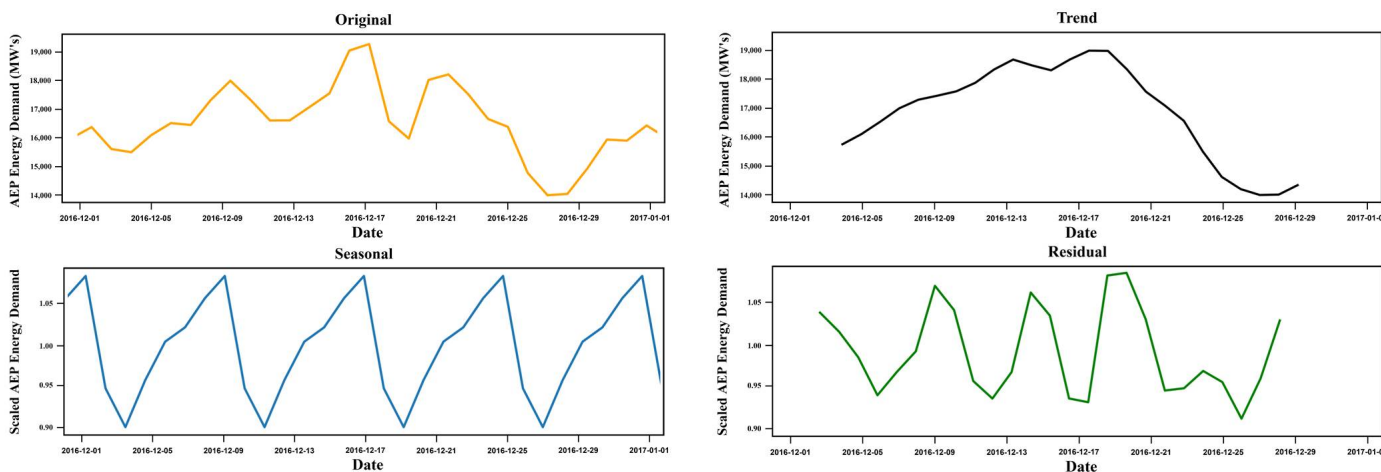 Original
AEP Energy Demand (MW's)
19,000
18,000
17,000
16,000
15,000
14,000
2016-12-01 2016-12-05 2016-12-09 2016-12-13 2016-12-17 2016-12-21 2016-12-25 2016-12-29 2017-01-01
Date
Trend
AEP Energy Demand (MW's)
19,000
18,000
17,000
16,000
15,000
14,000
2016-12-01 2016-12-05 2016-12-09 2016-12-13 2016-12-17 2016-12-21 2016-12-25 2016-12-29 2017-01-0
Date
Seasonal
Scaled AEP Energy Demand
1.05
1.00
0.95
0.90
2016-12-01 2016-12-05 2016-12-09 2016-12-13 2016-12-17 2016-12-21 2016-12-25 2016-12-29 2017-01-01
Date
Residual
Scaled AEP Energy Demand
1.05
1.00
0.95
0.90
2016-12-01 2016-12-05 2016-12-09 2016-12-13 2016-12-17 2016-12-21 2016-12-25 2016-12-29 2017-01-0
Date